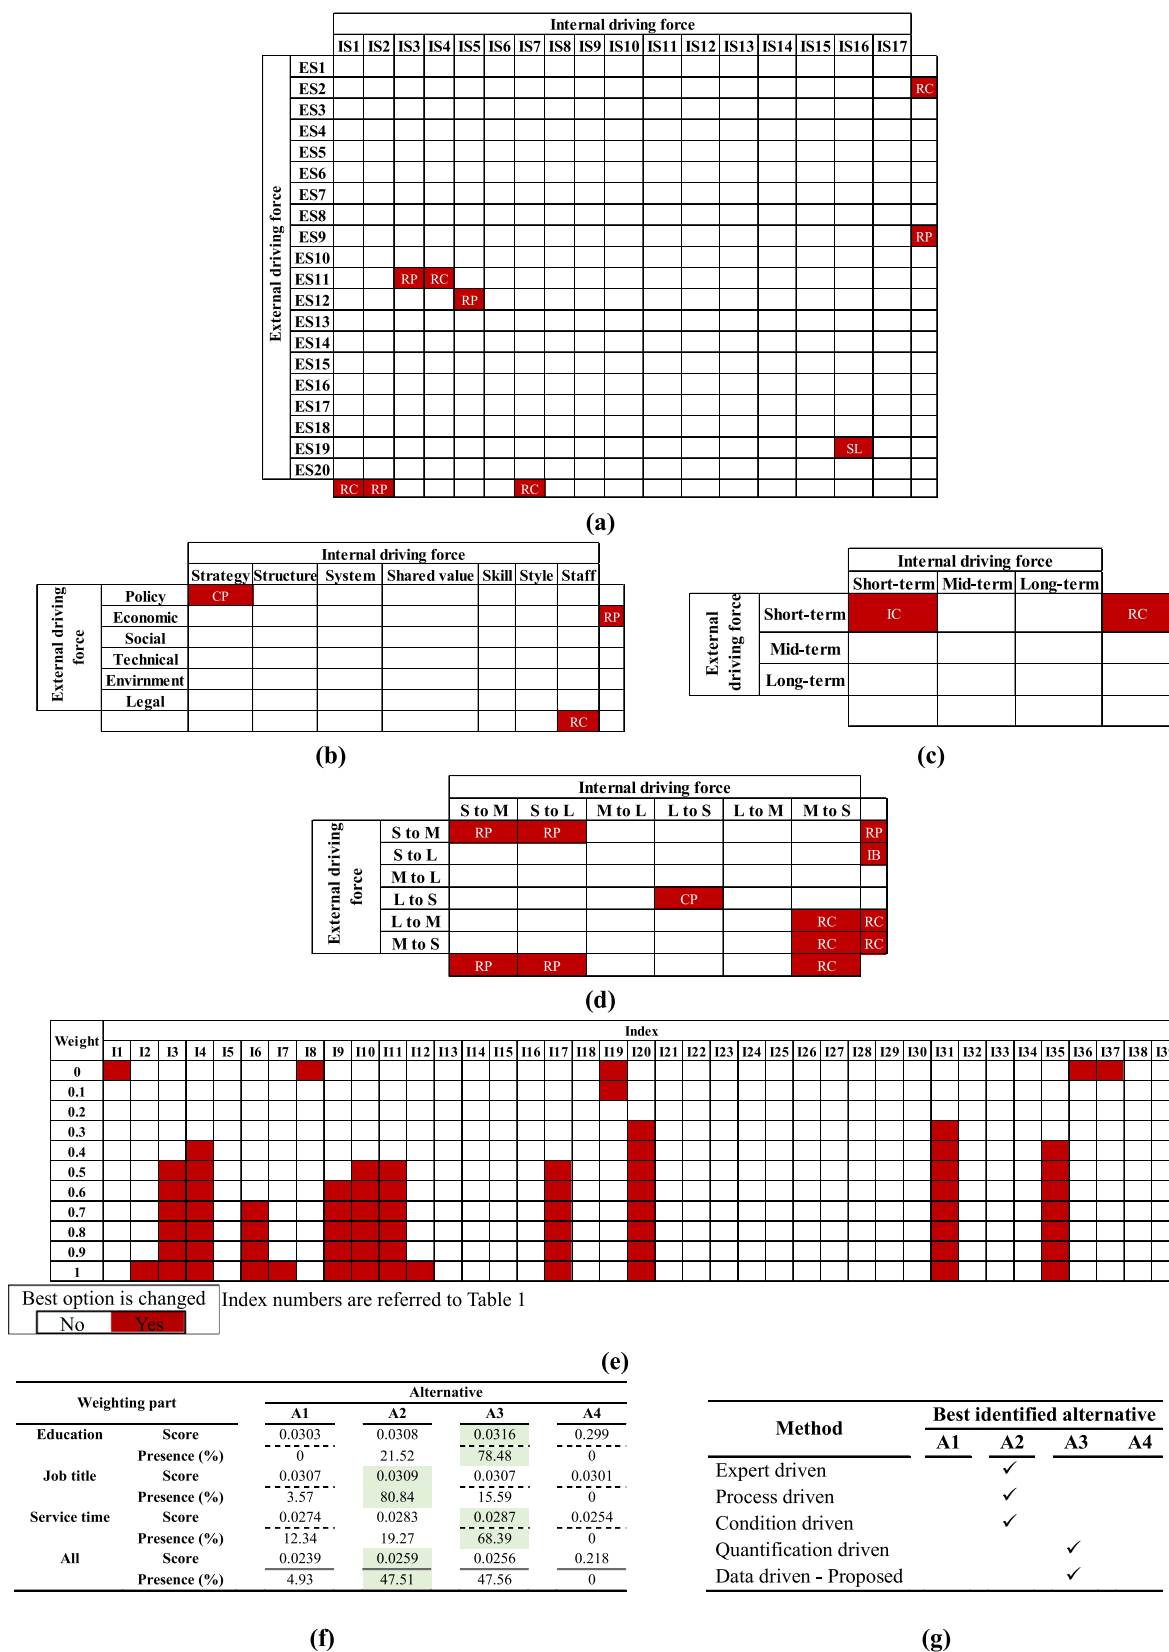 Internal driving force
IS1 IS2 IS3 IS4 IS5 IS6 IS7 IS8 IS9 IS10 IS11 IS12 IS13 IS14 IS15 IS16 IS17
External driving force
ES1
ES2 RC
ES3
ES4
ES5
ES6
ES7
ES8
ES9 RP
ES10
ES11 RP RC
ES12 RP
ES13
ES14
ES15
ES16
ES17
ES18
ES19 SL
ES20
RC RP RC
(a)
Internal driving force
Strategy Structure System Shared value Skill Style Staff
External driving force
Policy CP
Economic RP
Social
Technical
Envirnment
Legal
RC
(b)
Internal driving force
Short-term Mid-term Long-term
External driving force
Short-term IC RC
Mid-term
Long-term
(c)
Internal driving force
S to M S to L M to L L to S L to M M to S
External driving force
S to M RP RP RP
S to L IB
M to L
L to S CP
L to M RC RC
M to S RC RC
RP RP RC
(d)
Weight Index
I1 I2 I3 I4 I5 I6 I7 I8 I9 I10 I11 I12 I13 I14 I15 I16 I17 I18 I19 I20 I21 I22 I23 I24 I25 I26 I27 I28 I29 I30 I31 I32 I33 I34 I35 I36 I37 I38
0
0.1
0.2
0.3
0.4
0.5
0.6
0.7
0.8
0.9
1
Best option is changed
No Yes
Index numbers are referred to Table 1
(e)
Weighting part Alternative
A1 A2 A3 A4
Education Score 0.0303 0.0308 0.0316 0.299
Presence (%) 0 21.52 78.48 0
Job title Score 0.0307 0.0309 0.0307 0.0301
Presence (%) 3.57 80.84 15.59 0
Service time Score 0.0274 0.0283 0.0287 0.0254
Presence (%) 12.34 19.27 68.39 0
All Score 0.0239 0.0259 0.0256 0.218
Presence (%) 4.93 47.51 47.56 0
(f)
Method Best identified alternative
A1 A2 A3 A4
Expert driven ✓
Process driven ✓
Condition driven ✓
Quantification driven ✓
Data driven - Proposed ✓
(g)